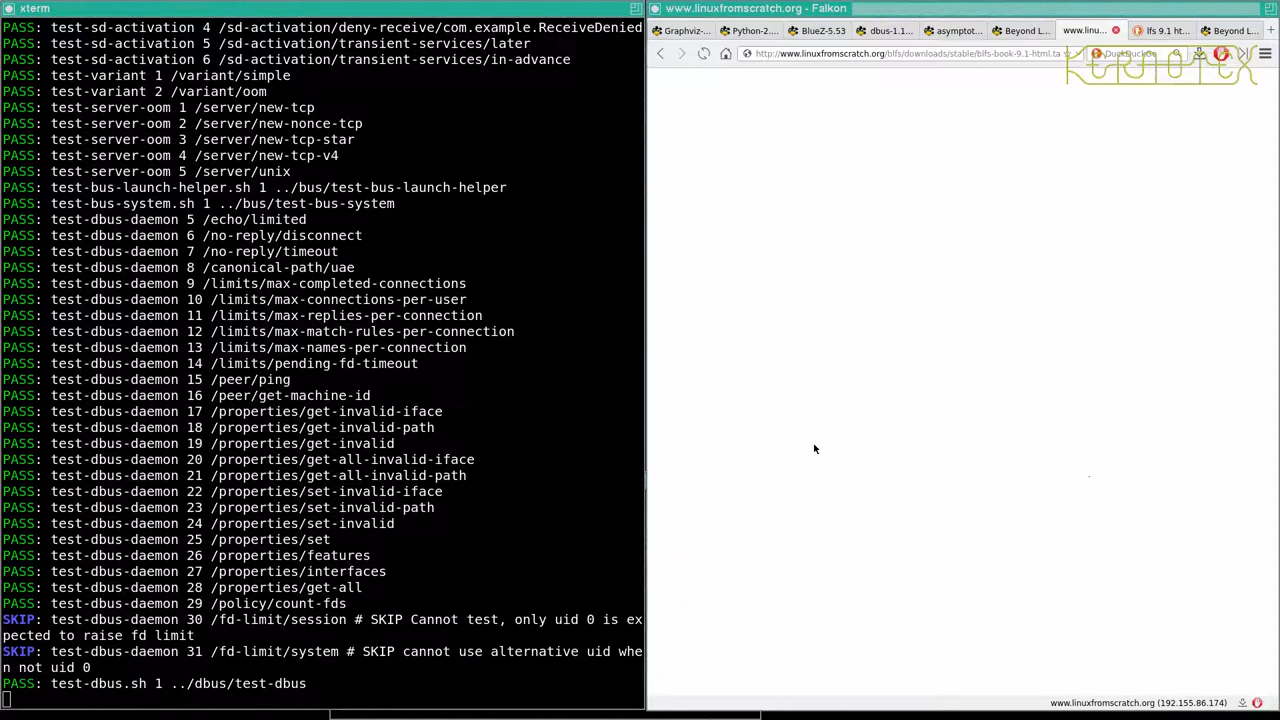 xterm
PASS: test-sd-activation 4 /sd-activation/deny-receive/com.example.ReceiveDenied
PASS: test-sd-activation 5 /sd-activation/transient-services/later
PASS: test-sd-activation 6 /sd-activation/transient-services/in-advance
PASS: test-variant 1 /variant/simple
PASS: test-variant 2 /variant/oom
PASS: test-server-oom 1 /server/new-tcp
PASS: test-server-oom 2 /server/new-nonce-tcp
PASS: test-server-oom 3 /server/new-tcp-star
PASS: test-server-oom 4 /server/new-tcp-v4
PASS: test-server-oom 5 /server/unix
PASS: test-bus-launch-helper.sh 1 ../bus/test-bus-launch-helper
PASS: test-bus-system.sh 1 ../bus/test-bus-system
PASS: test-dbus-daemon 5 /echo/limited
PASS: test-dbus-daemon 6 /no-reply/disconnect
PASS: test-dbus-daemon 7 /no-reply/timeout
PASS: test-dbus-daemon 8 /canonical-path/uae
PASS: test-dbus-daemon 9 /limits/max-completed-connections
PASS: test-dbus-daemon 10 /limits/max-connections-per-user
PASS: test-dbus-daemon 11 /limits/max-replies-per-connection
PASS: test-dbus-daemon 12 /limits/max-match-rules-per-connection
PASS: test-dbus-daemon 13 /limits/max-names-per-connection
PASS: test-dbus-daemon 14 /limits/pending-fd-timeout
PASS: test-dbus-daemon 15 /peer/ping
PASS: test-dbus-daemon 16 /peer/get-machine-id
PASS: test-dbus-daemon 17 /properties/get-invalid-iface
PASS: test-dbus-daemon 18 /properties/get-invalid-path
PASS: test-dbus-daemon 19 /properties/get-invalid
PASS: test-dbus-daemon 20 /properties/get-all-invalid-iface
PASS: test-dbus-daemon 21 /properties/get-all-invalid-path
PASS: test-dbus-daemon 22 /properties/set-invalid-iface
PASS: test-dbus-daemon 23 /properties/set-invalid-path
PASS: test-dbus-daemon 24 /properties/set-invalid
PASS: test-dbus-daemon 25 /properties/set
PASS: test-dbus-daemon 26 /properties/features
PASS: test-dbus-daemon 27 /properties/interfaces
PASS: test-dbus-daemon 28 /properties/get-all
PASS: test-dbus-daemon 29 /policy/count-fds
SKIP: test-dbus-daemon 30 /fd-limit/session # SKIP Cannot test, only uid 0 is ex
pected to raise fd limit
SKIP: test-dbus-daemon 31 /fd-limit/system # SKIP cannot use alternative uid whe
n not uid 0
PASS: test-dbus.sh 1 ../dbus/test-dbus
www.linuxfromscratch.org - Falkon
Graphviz-... Python-2.... BlueZ-5.53 dbus-1.1... asymptot... Beyond L... www.linu... lfs 9.1 ht... Beyond L...
http://www.linuxfromscratch.org/blfs/downloads/stable/blfs-book-9.1-html.ta DuckDuckGo
www.linuxfromscratch.org (192.155.86.174)